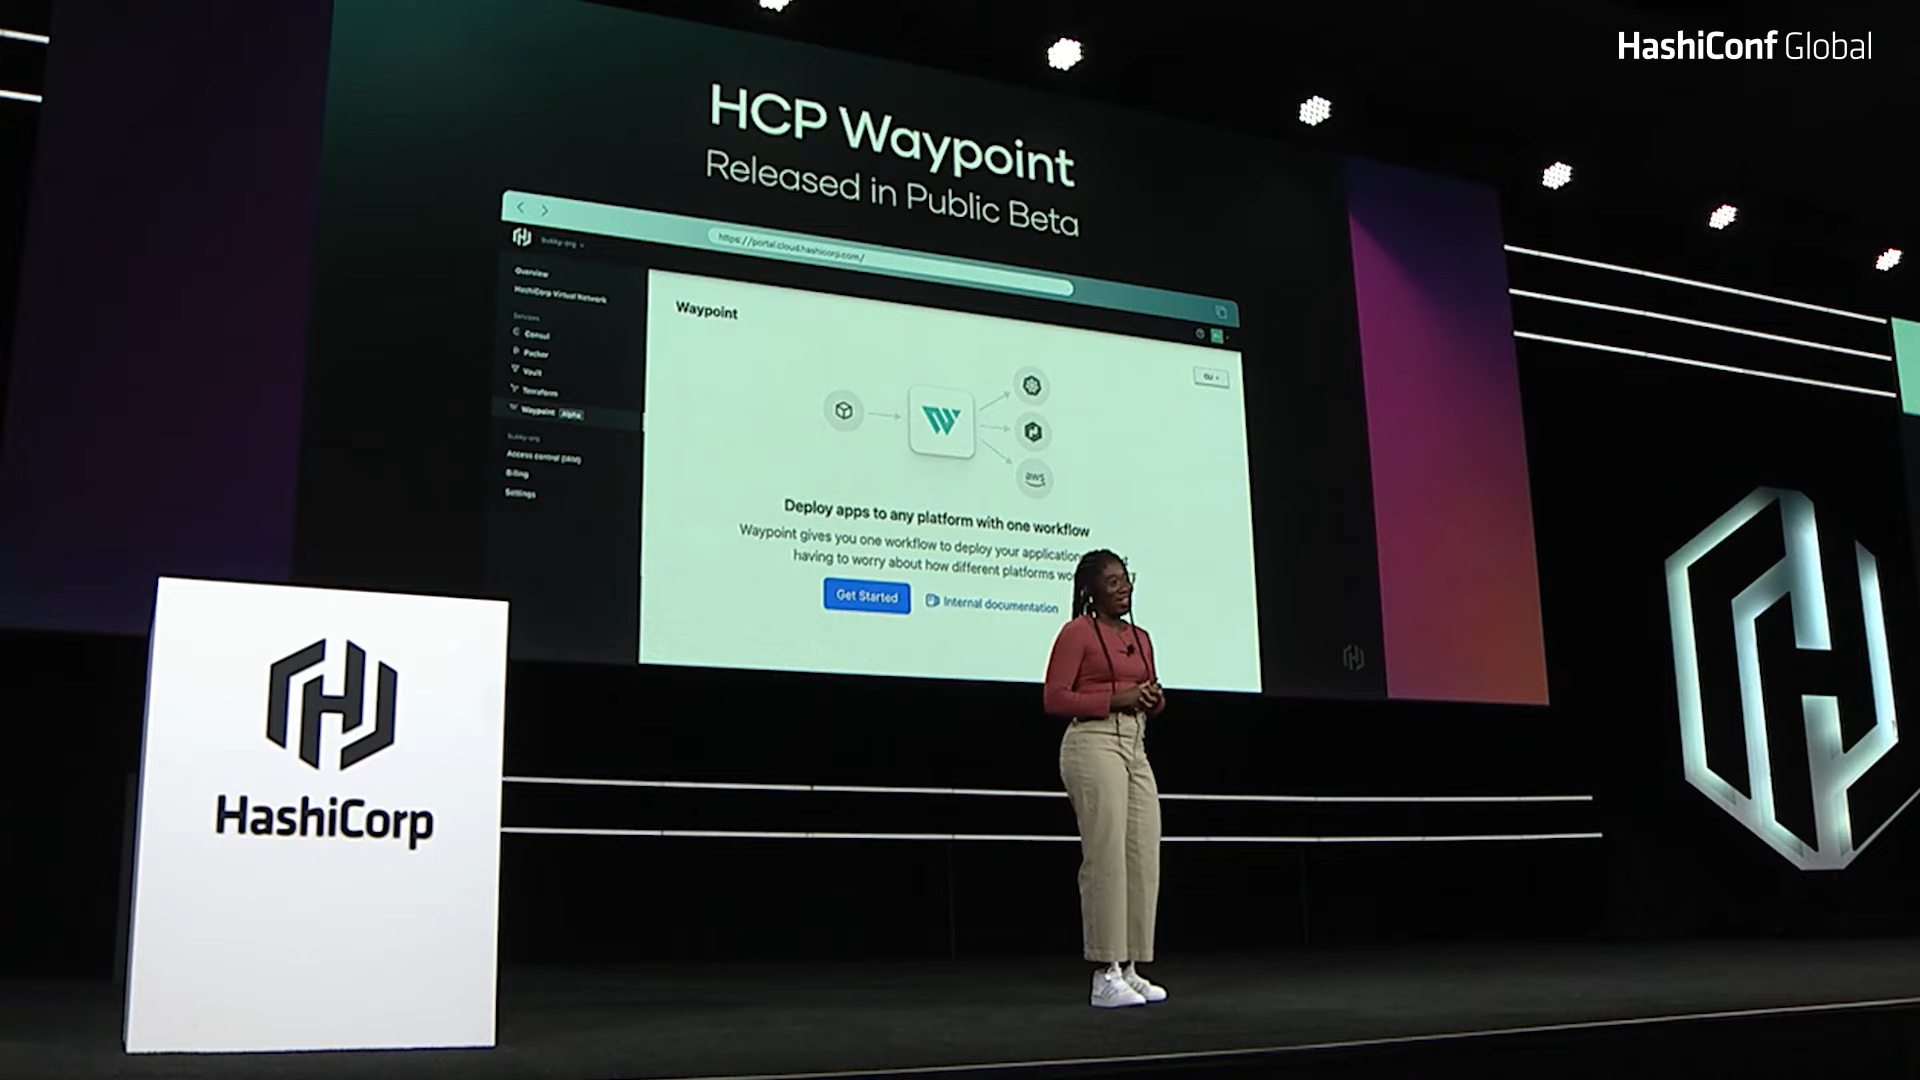 HashiConf Global
HCP Waypoint
Released in Public Beta
https://portal.cloud.hashicorp.com/
Overview
HashiCorp Virtual Network
Services
Consul
Packer
Vault
Terraform
Waypoint Alpha
Access control (IAM)
Billing
Settings
Waypoint
aws
Deploy apps to any platform with one workflow
Waypoint gives you one workflow to deploy your application
having to worry about how different platforms
Get Started
Internal documentation
HashiCorp